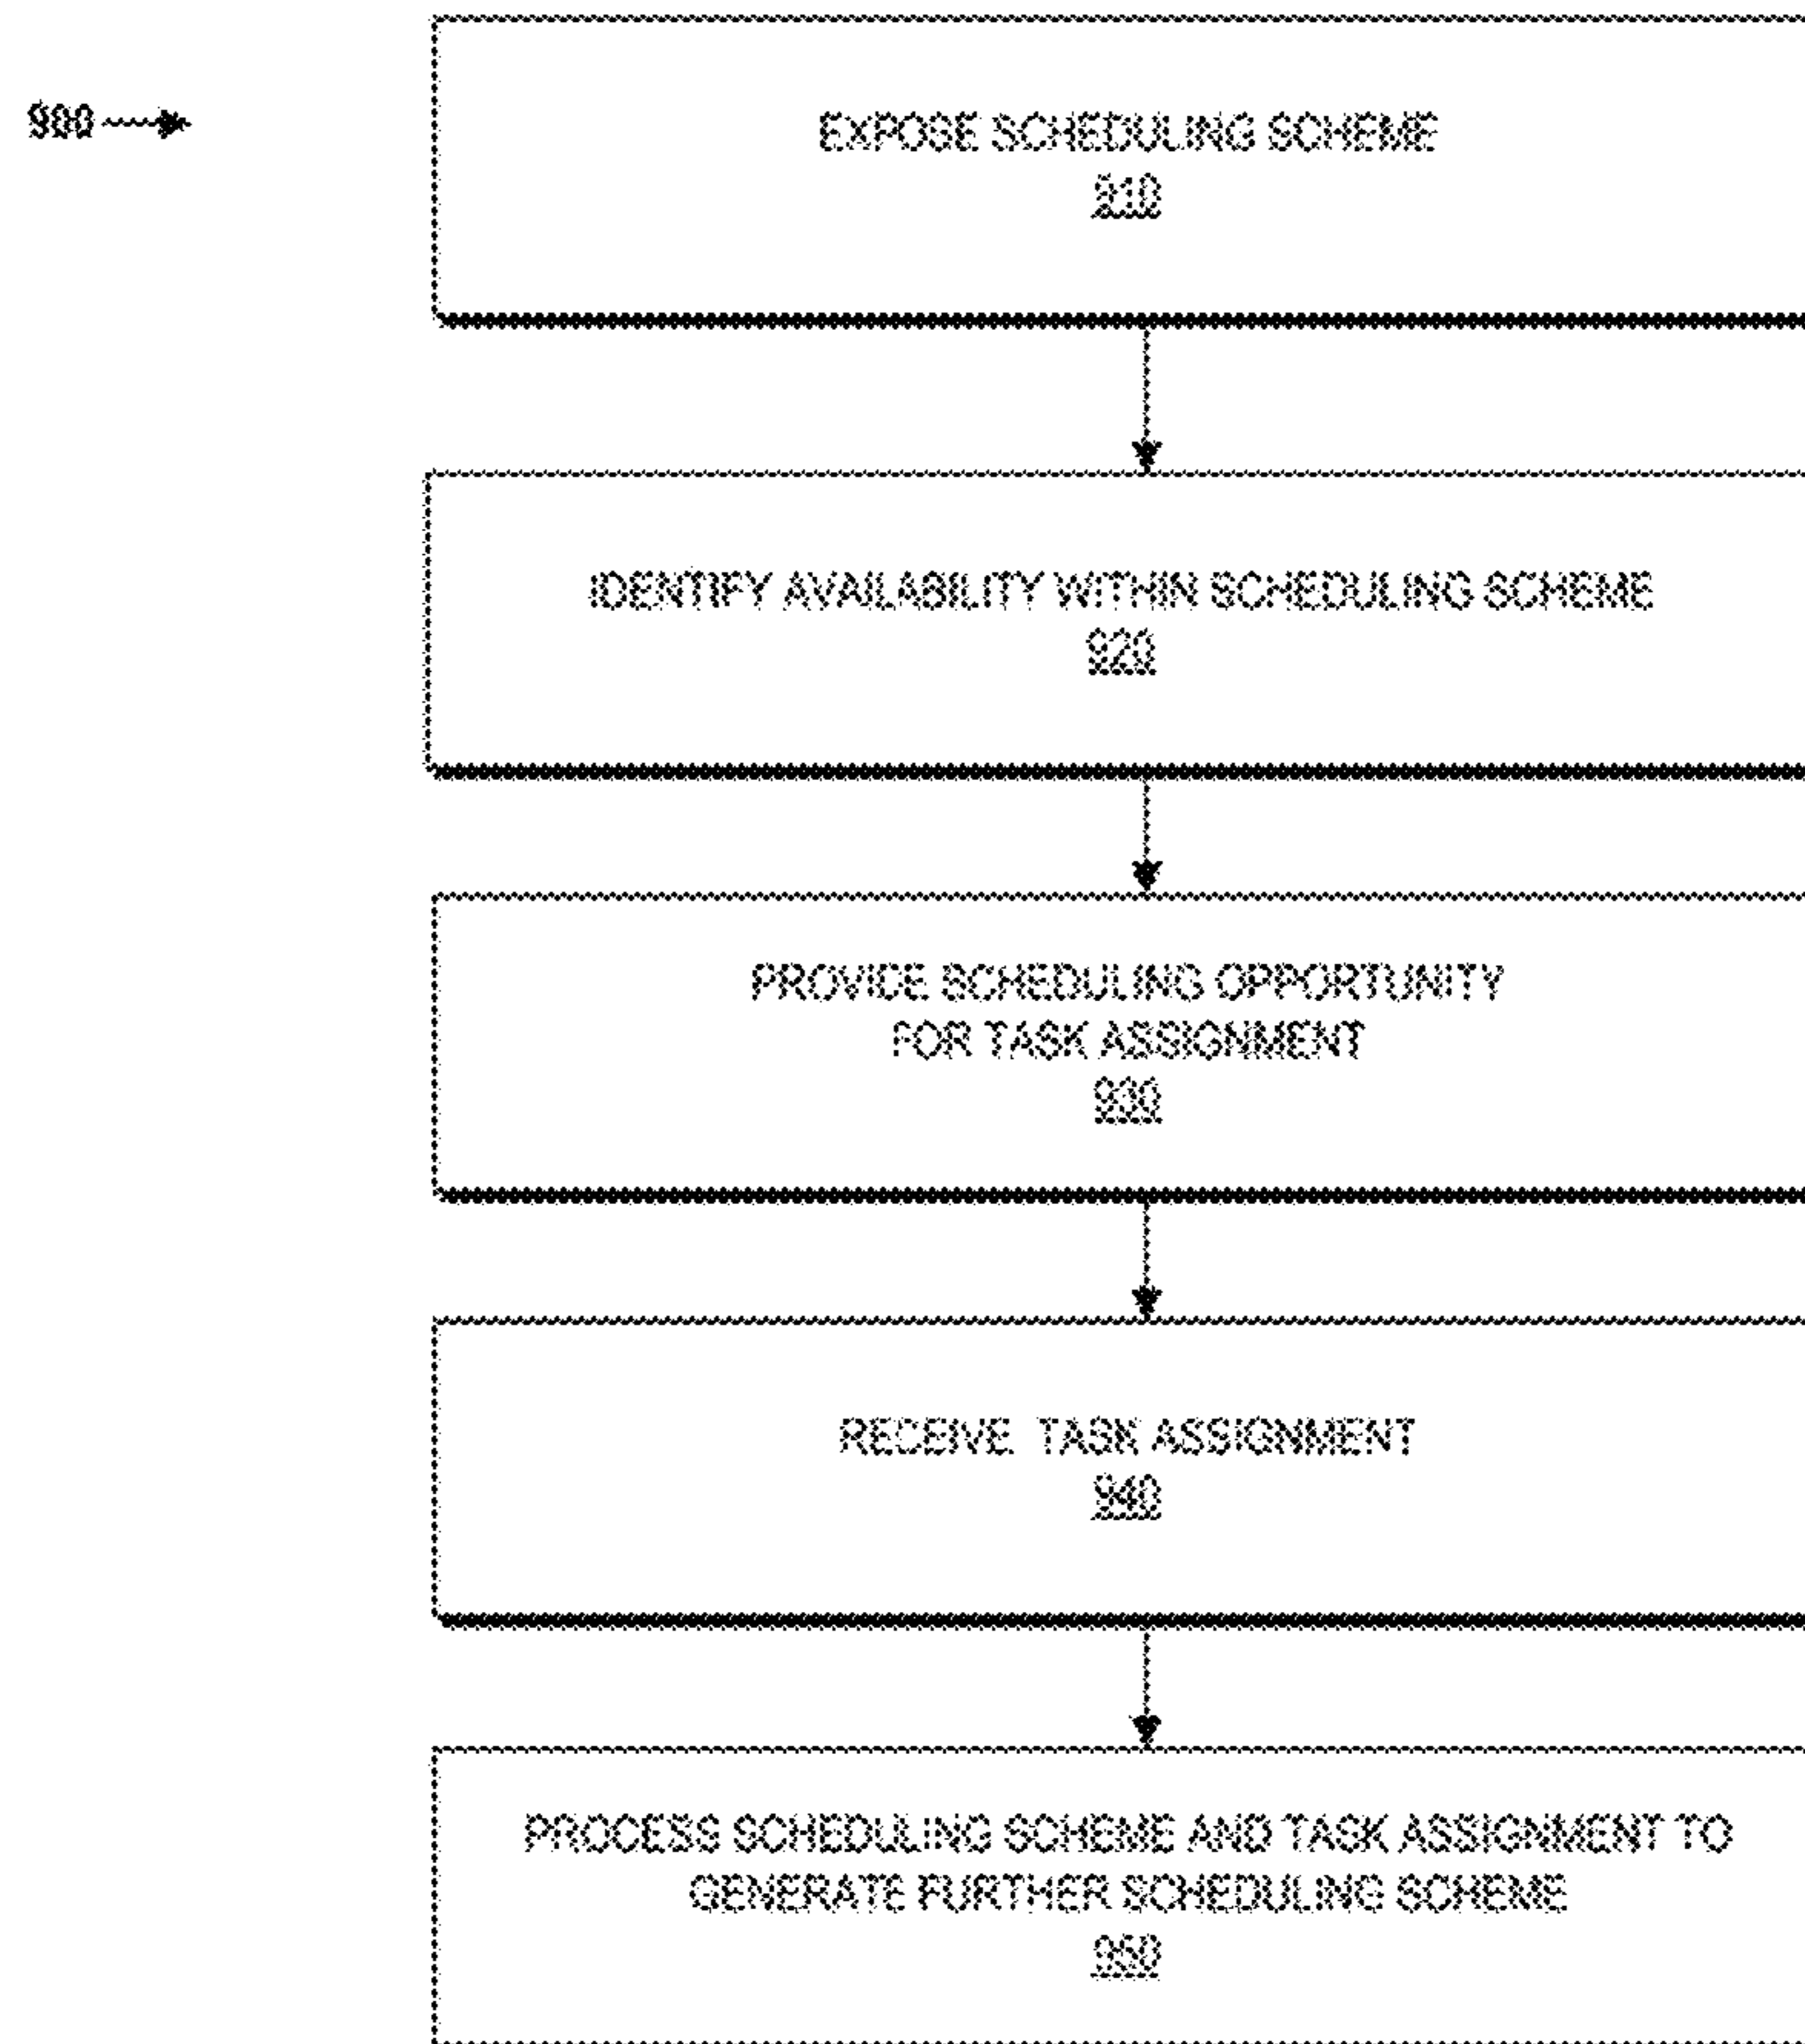 900
EXPOSE SCHEDULING SCHEME
910
IDENTIFY AVAILABILITY WITHIN SCHEDULING SCHEME
920
PROVIDE SCHEDULING OPPORTUNITY
FOR TASK ASSIGNMENT
930
RECEIVE TASK ASSIGNMENT
940
PROCESS SCHEDULING SCHEME AND TASK ASSIGNMENT TO
GENERATE FURTHER SCHEDULING SCHEME
950